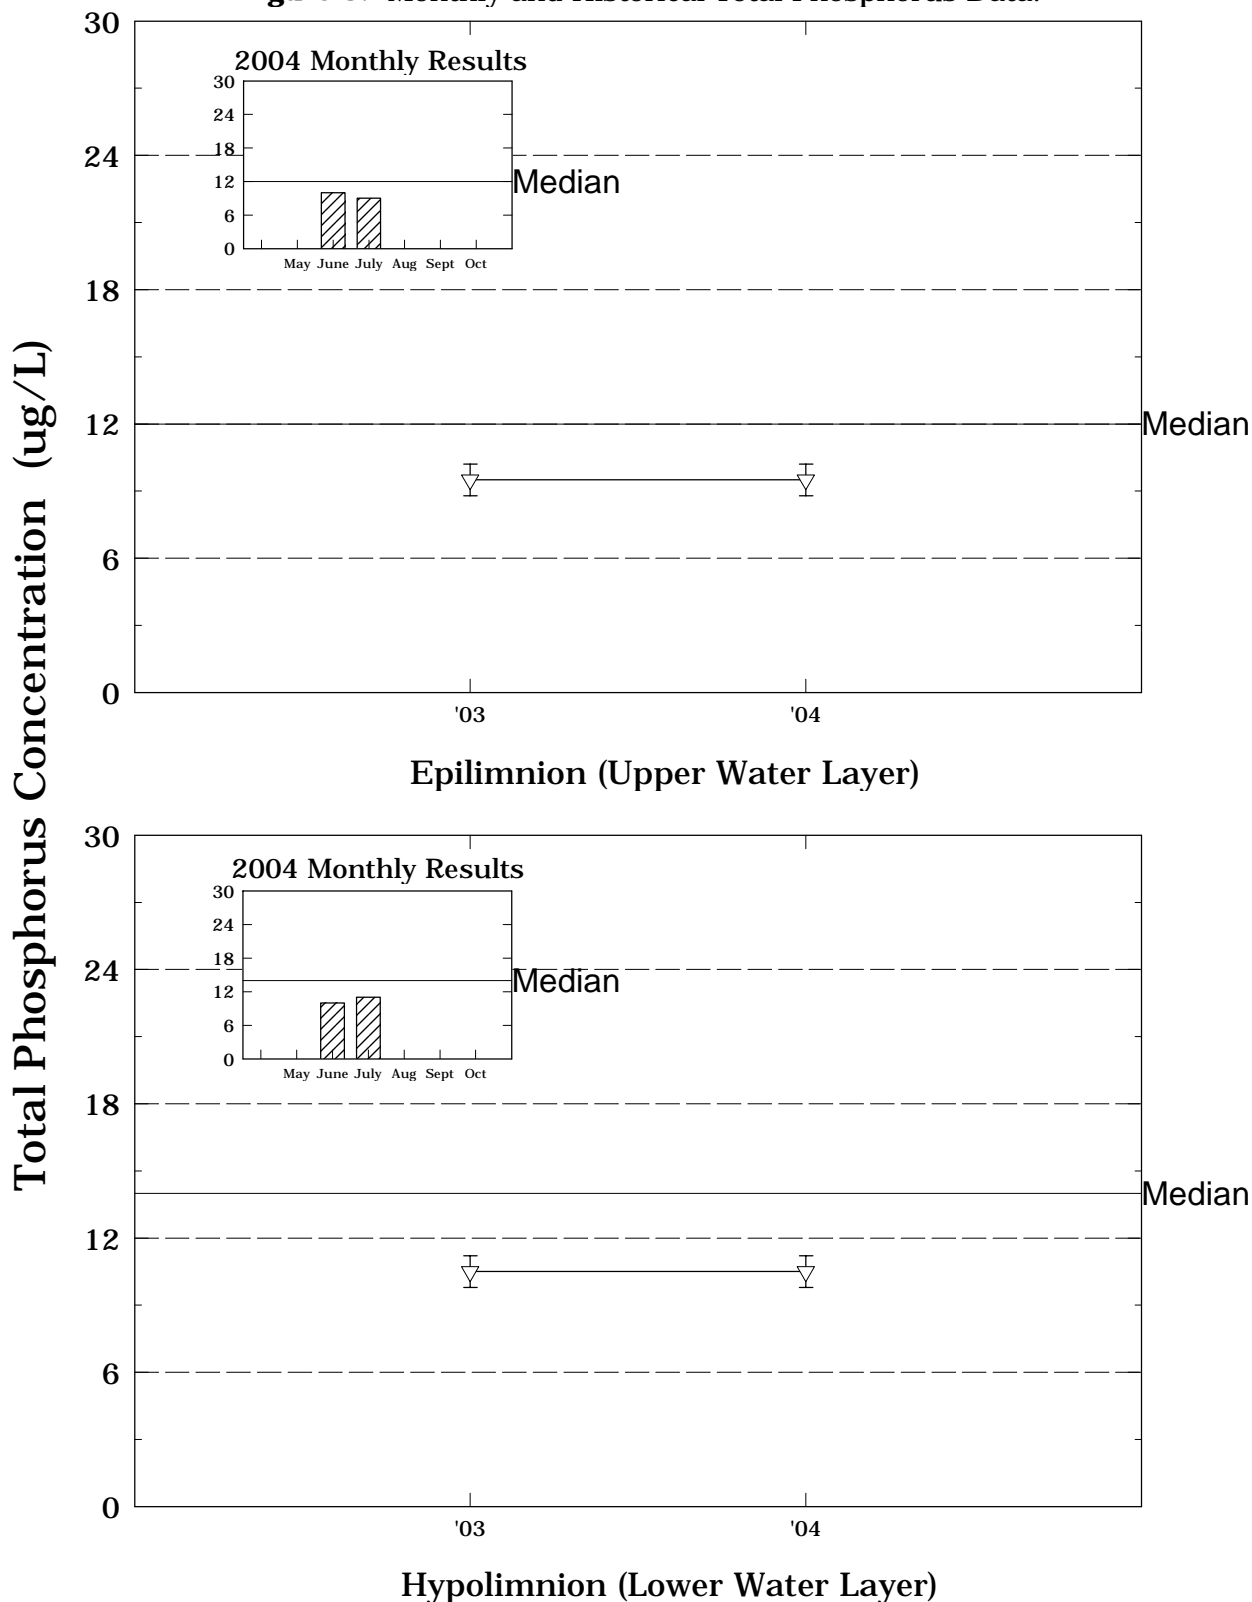 Monthly and Historical Total Phosphorus Data.
30
2004 Monthly Results
30
24
18
12
6
0
Median
May June July Aug Sept Oct
24
18
12
Median
6
0
'03 '04
Epilimnion (Upper Water Layer)
Total Phosphorus Concentration (ug/L)
30
2004 Monthly Results
30
24
18
12
6
0
Median
May June July Aug Sept Oct
24
18
Median
12
6
0
'03 '04
Hypolimnion (Lower Water Layer)